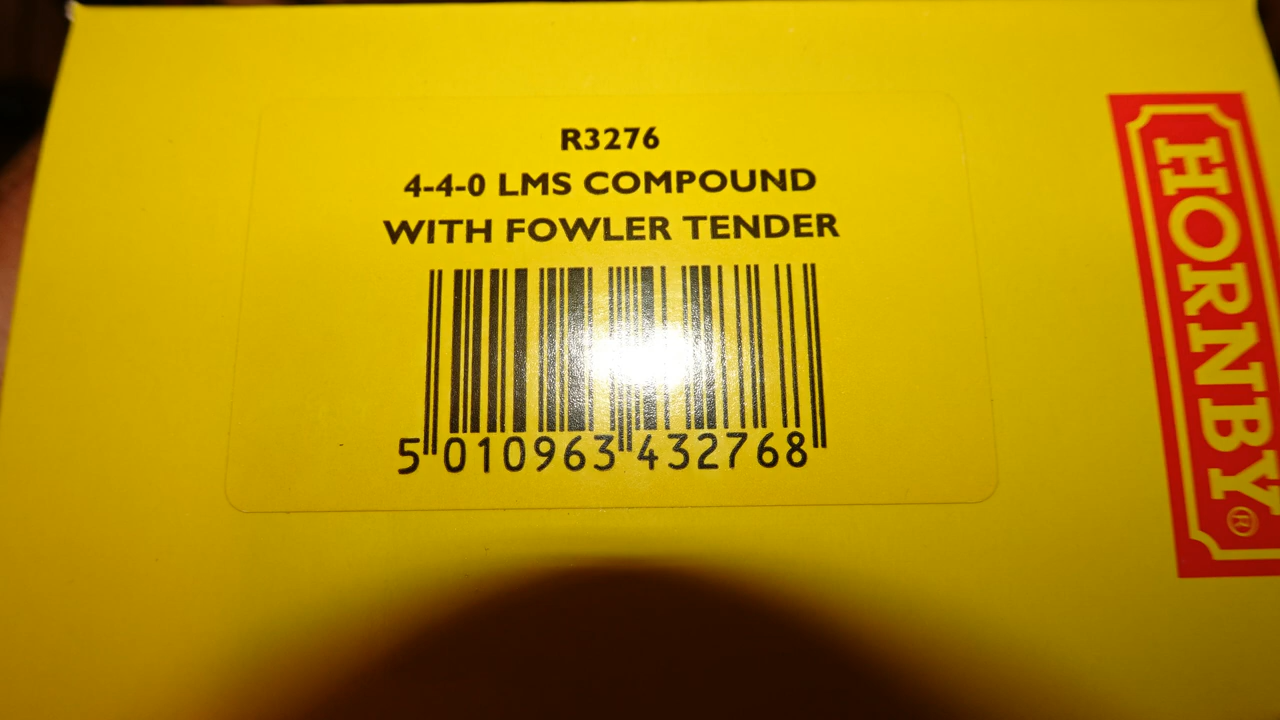 R3276
4-4-0 LMS COMPOUND
WITH FOWLER TENDER
5 010963 432768
HORNBY®